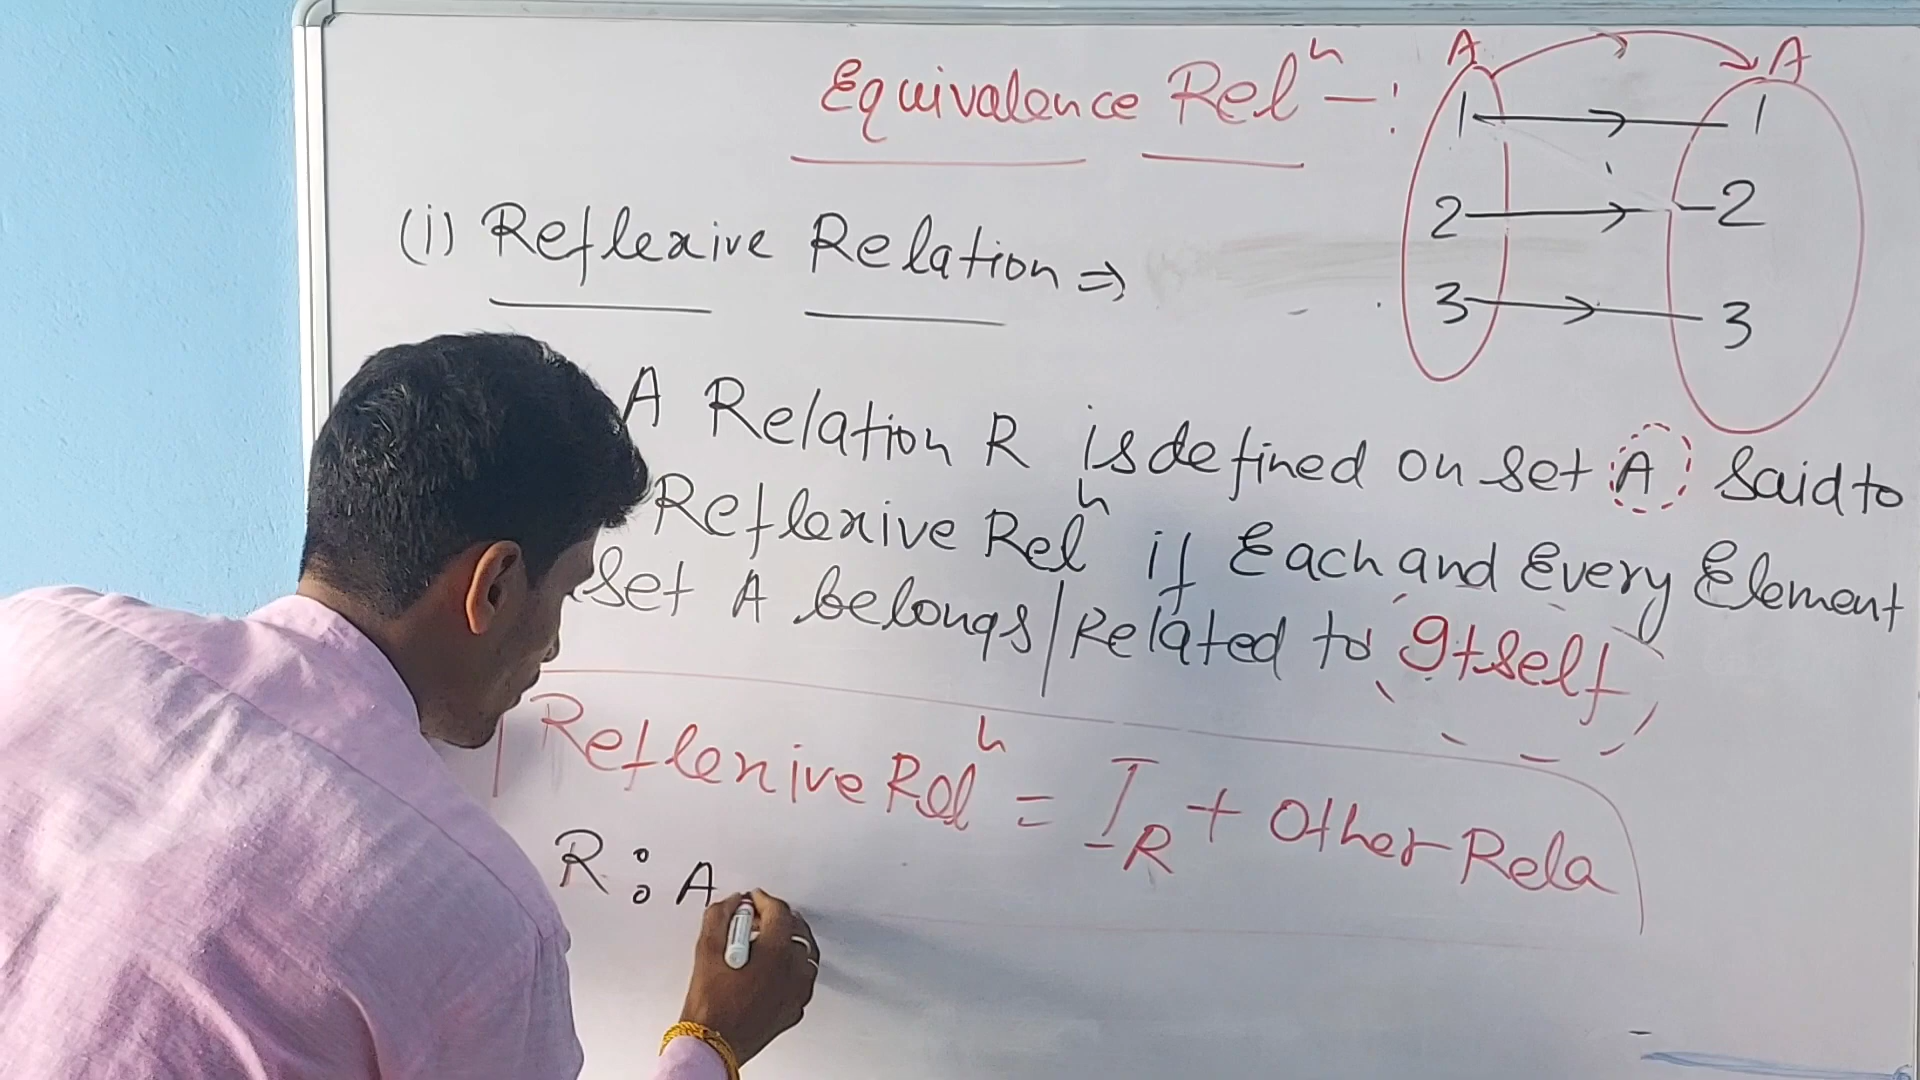 Equivalence Relⁿ —:
A A
1 1
2 2
3 3
(i) Reflexive Relation ⇒
A Relation R is defined on set A said to
Reflexive Relⁿ if Each and Every Element
set A belongs/Related to Itself
Reflexive Relⁿ = I_R + Other Rela
R : A